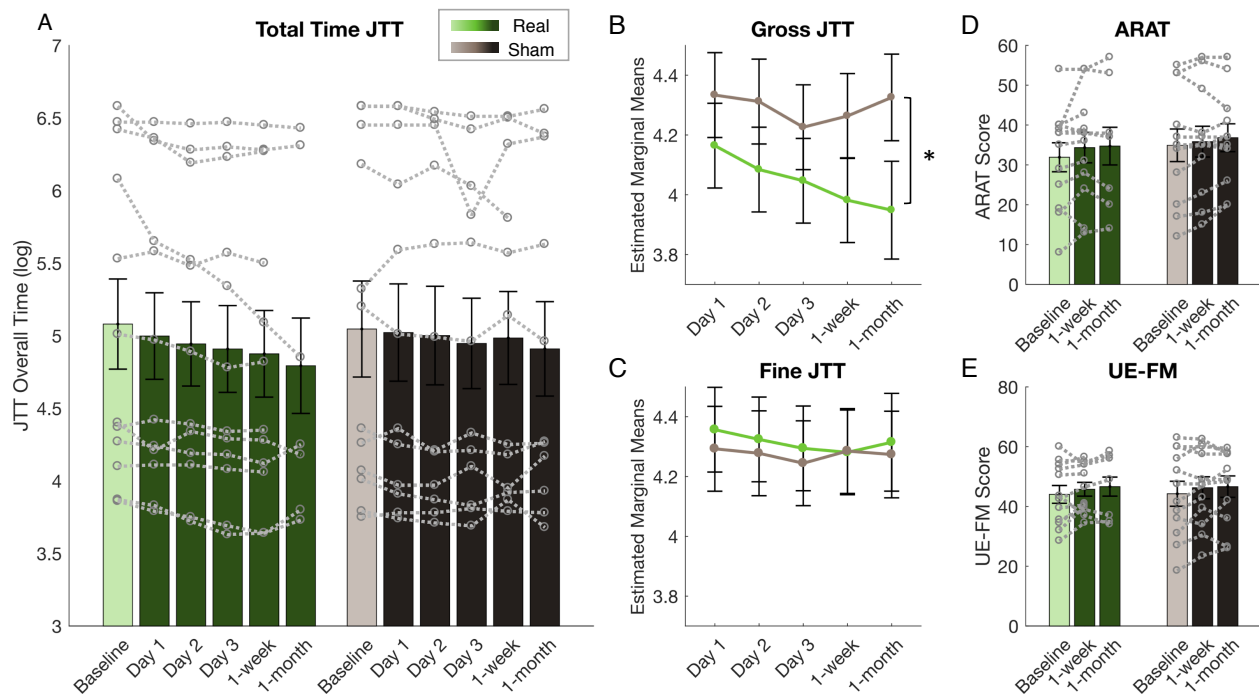 A
Total Time JTT
Real
Sham
JTT Overall Time (log)
7
6.5
6
5.5
5
4.5
4
3.5
3
Baseline
Day 1
Day 2
Day 3
1-week
1-month
Baseline
Day 1
Day 2
Day 3
1-week
1-month
B
Gross JTT
Estimated Marginal Means
4.4
4.2
4
3.8
*
Day 1
Day 2
Day 3
1-week
1-month
C
Fine JTT
Estimated Marginal Means
4.4
4.2
4
3.8
Day 1
Day 2
Day 3
1-week
1-month
D
ARAT
ARAT Score
60
50
40
30
20
10
0
Baseline
1-week
1-month
Baseline
1-week
1-month
E
UE-FM
UE-FM Score
80
60
40
20
0
Baseline
1-week
1-month
Baseline
1-week
1-month